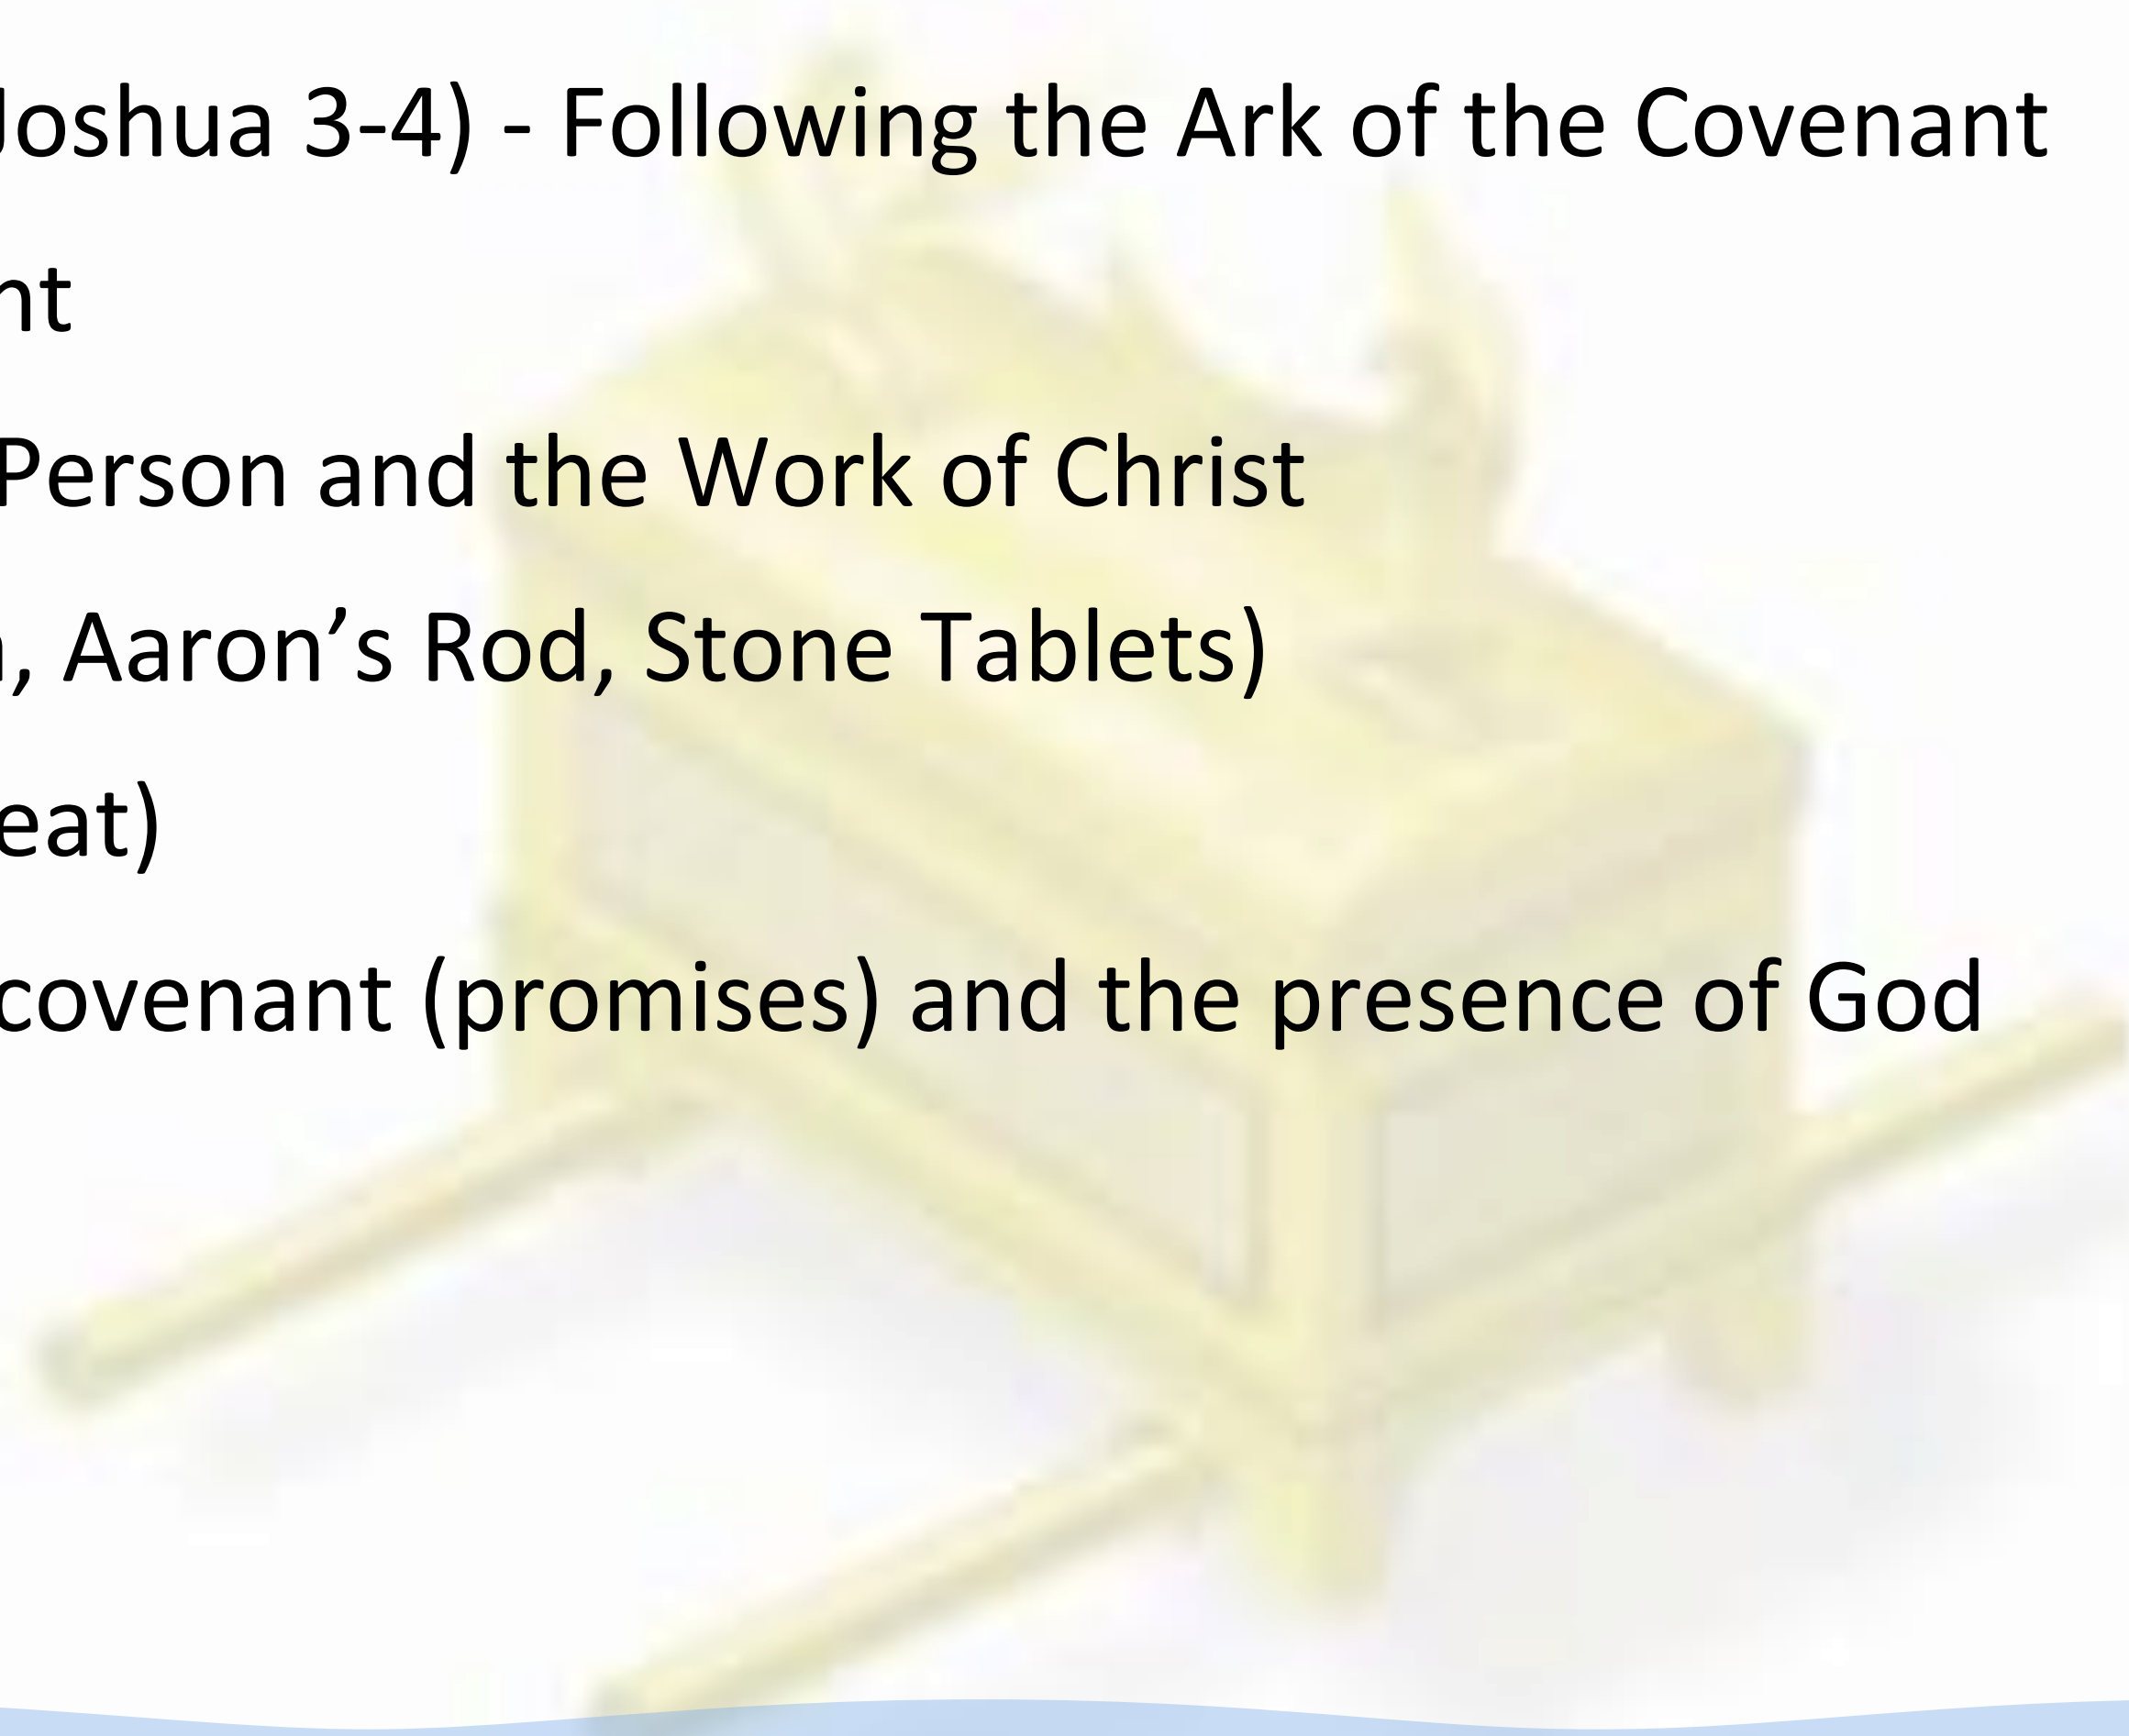 Joshua 3-4) - Following the Ark of the Covenant
nt
Person and the Work of Christ
, Aaron’s Rod, Stone Tablets)
eat)
covenant (promises) and the presence of God